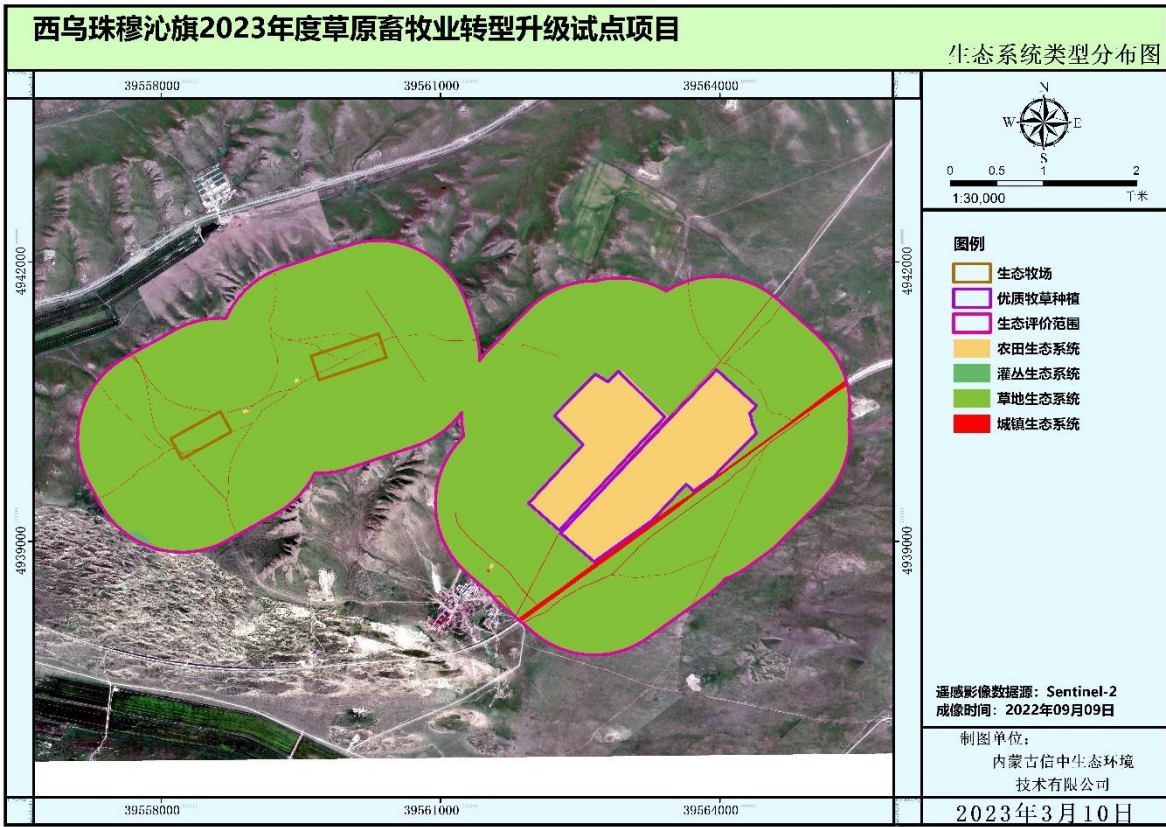 西乌珠穆沁旗2023年度草原畜牧业转型升级试点项目
生态系统类型分布图
39558000 39561000 39564000
4942000 4942000
4939000 4939000
39558000 39561000 39564000
N
W E
S
0 0.5 1 2
1:30,000 千米
图例
生态牧场
优质牧草种植
生态评价范围
农田生态系统
灌丛生态系统
草地生态系统
城镇生态系统
遥感影像数据源：Sentinel-2
成像时间：2022年09月09日
制图单位：
内蒙古信中生态环境
技术有限公司
2023年3月10日